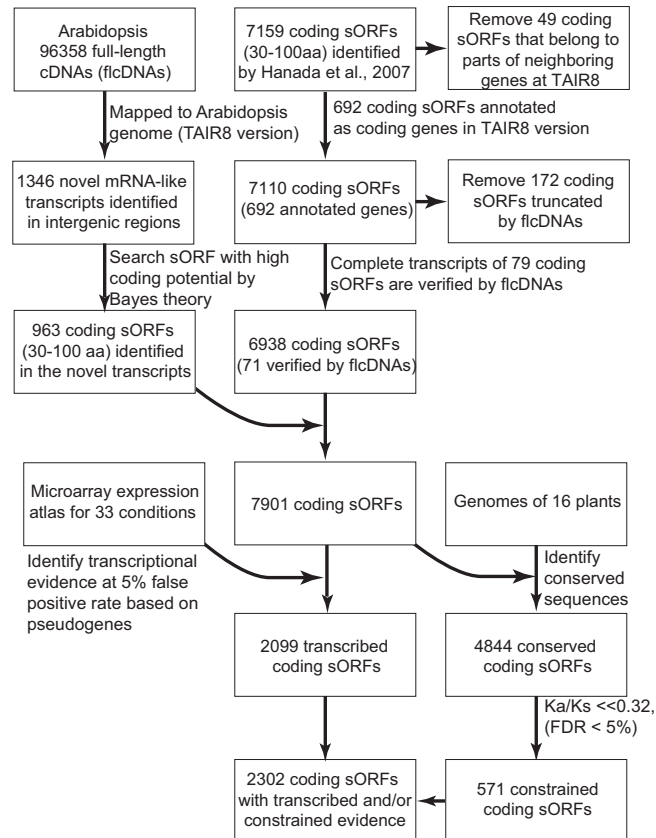 Arabidopsis
96358 full-length
cDNAs (flcDNAs)
7159 coding sORFs
(30-100aa) identified
by Hanada et al., 2007
Remove 49 coding
sORFs that belong to
parts of neighboring
genes at TAIR8
Mapped to Arabidopsis
genome (TAIR8 version)
692 coding sORFs annotated
as coding genes in TAIR8 version
1346 novel mRNA-like
transcripts identified
in intergenic regions
7110 coding sORFs
(692 annotated genes)
Remove 172 coding
sORFs truncated
by flcDNAs
Search sORF with high
coding potential by
Bayes theory
Complete transcripts of 79 coding
sORFs are verified by flcDNAs
963 coding sORFs
(30-100 aa) identified
in the novel transcripts
6938 coding sORFs
(71 verified by flcDNAs)
Microarray expression
atlas for 33 conditions
7901 coding sORFs
Genomes of 16 plants
Identify transcriptional
evidence at 5% false
positive rate based on
pseudogenes
Identify
conserved
sequences
2099 transcribed
coding sORFs
4844 conserved
coding sORFs
Ka/Ks <<0.32,
(FDR < 5%)
2302 coding sORFs
with transcribed and/or
constrained evidence
571 constrained
coding sORFs